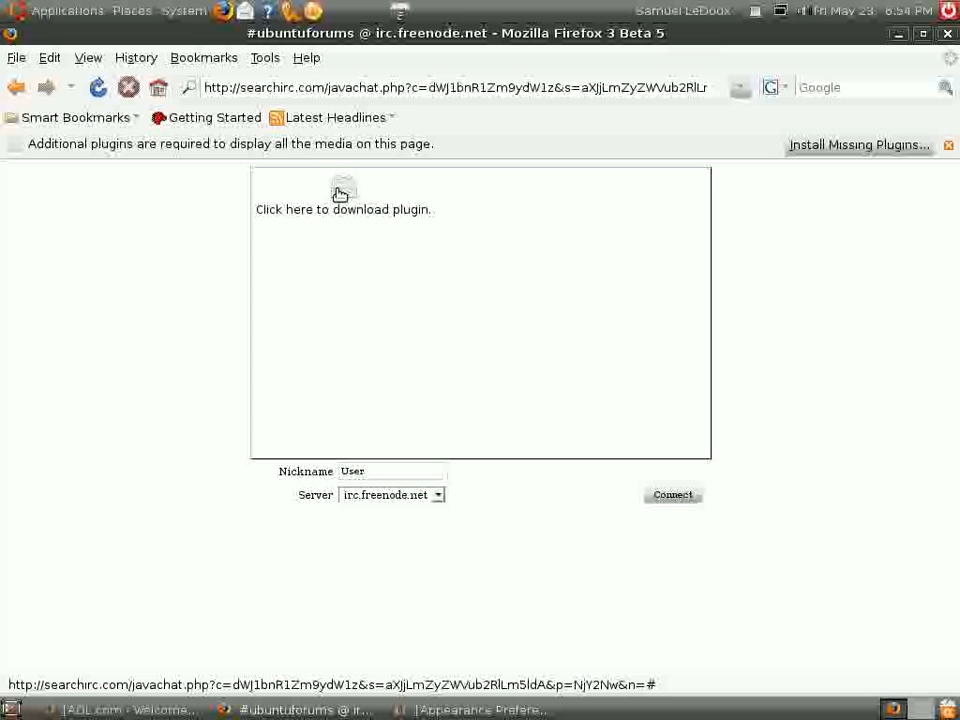 Applications Places System Samuel LeDoux Fri May 23, 6:54 PM
#ubuntuforums @ irc.freenode.net - Mozilla Firefox 3 Beta 5
File Edit View History Bookmarks Tools Help
http://searchirc.com/javachat.php?c=dWJ1bnR1Zm9ydW1z&s=aXJjLmZyZWVub2RlLr Google
Smart Bookmarks Getting Started Latest Headlines
Additional plugins are required to display all the media on this page. Install Missing Plugins...
Click here to download plugin.
Nickname User
Server irc.freenode.net Connect
http://searchirc.com/javachat.php?c=dWJ1bnR1Zm9ydW1z&s=aXJjLmZyZWVub2RlLm5ldA&p=NjY2Nw&n=#
[AOL.com - Welcome... #ubuntuforums @ ir... [Appearance Prefere...